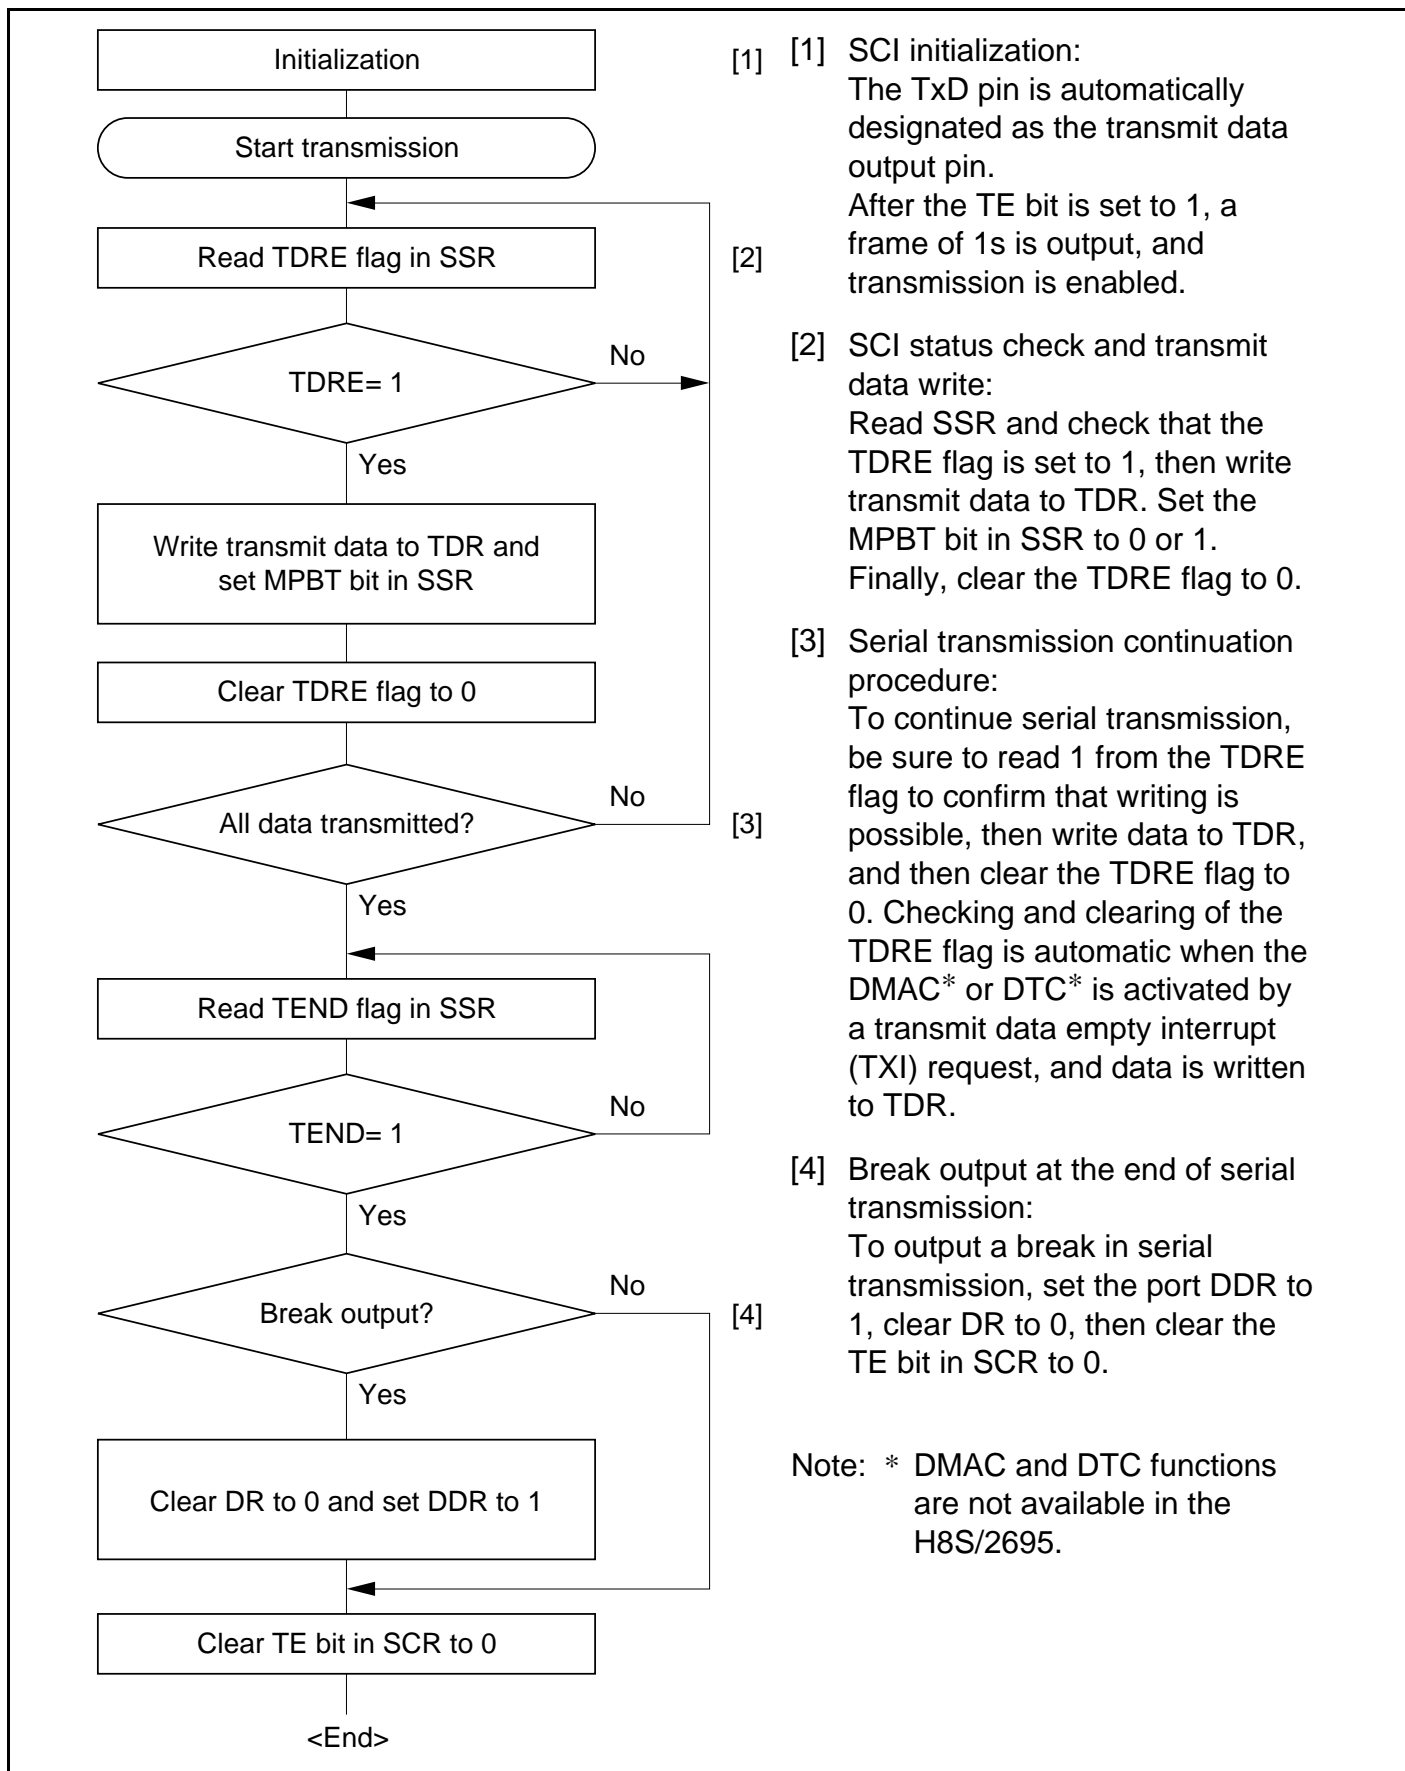 Initialization
[1]
Start transmission
Read TDRE flag in SSR
[2]
No
TDRE= 1
Yes
Write transmit data to TDR and
set MPBT bit in SSR
Clear TDRE flag to 0
No
All data transmitted?
[3]
Yes
Read TEND flag in SSR
No
TEND= 1
Yes
No
Break output?
[4]
Yes
Clear DR to 0 and set DDR to 1
Clear TE bit in SCR to 0
<End>
[1] SCI initialization:
The TxD pin is automatically
designated as the transmit data
output pin.
After the TE bit is set to 1, a
frame of 1s is output, and
transmission is enabled.
[2] SCI status check and transmit
data write:
Read SSR and check that the
TDRE flag is set to 1, then write
transmit data to TDR. Set the
MPBT bit in SSR to 0 or 1.
Finally, clear the TDRE flag to 0.
[3] Serial transmission continuation
procedure:
To continue serial transmission,
be sure to read 1 from the TDRE
flag to confirm that writing is
possible, then write data to TDR,
and then clear the TDRE flag to
0. Checking and clearing of the
TDRE flag is automatic when the
DMAC* or DTC* is activated by
a transmit data empty interrupt
(TXI) request, and data is written
to TDR.
[4] Break output at the end of serial
transmission:
To output a break in serial
transmission, set the port DDR to
1, clear DR to 0, then clear the
TE bit in SCR to 0.
Note: * DMAC and DTC functions
are not available in the
H8S/2695.